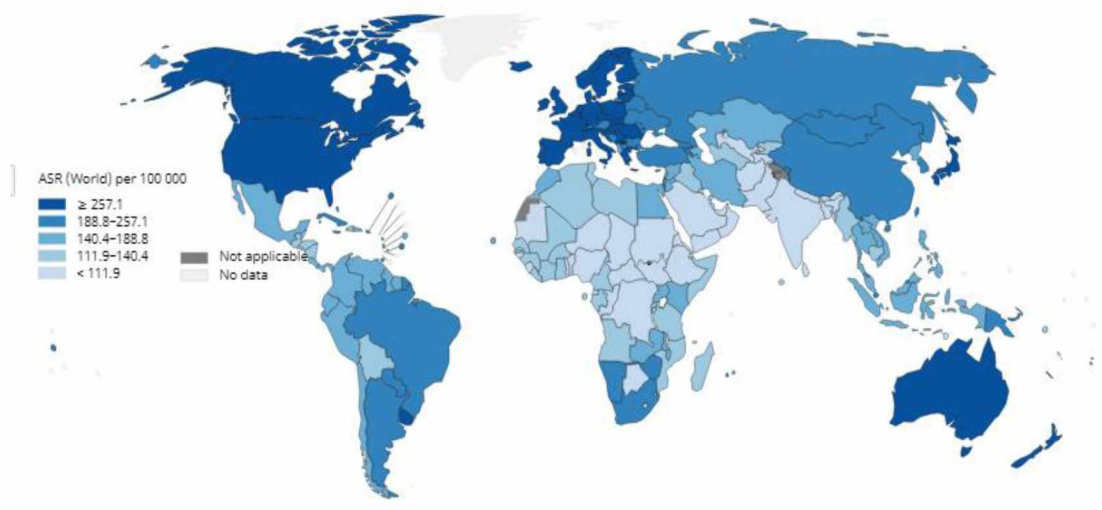 ASR (World) per 100 000
≥ 257.1
188.8–257.1
140.4–188.8
111.9–140.4
< 111.9
Not applicable
No data